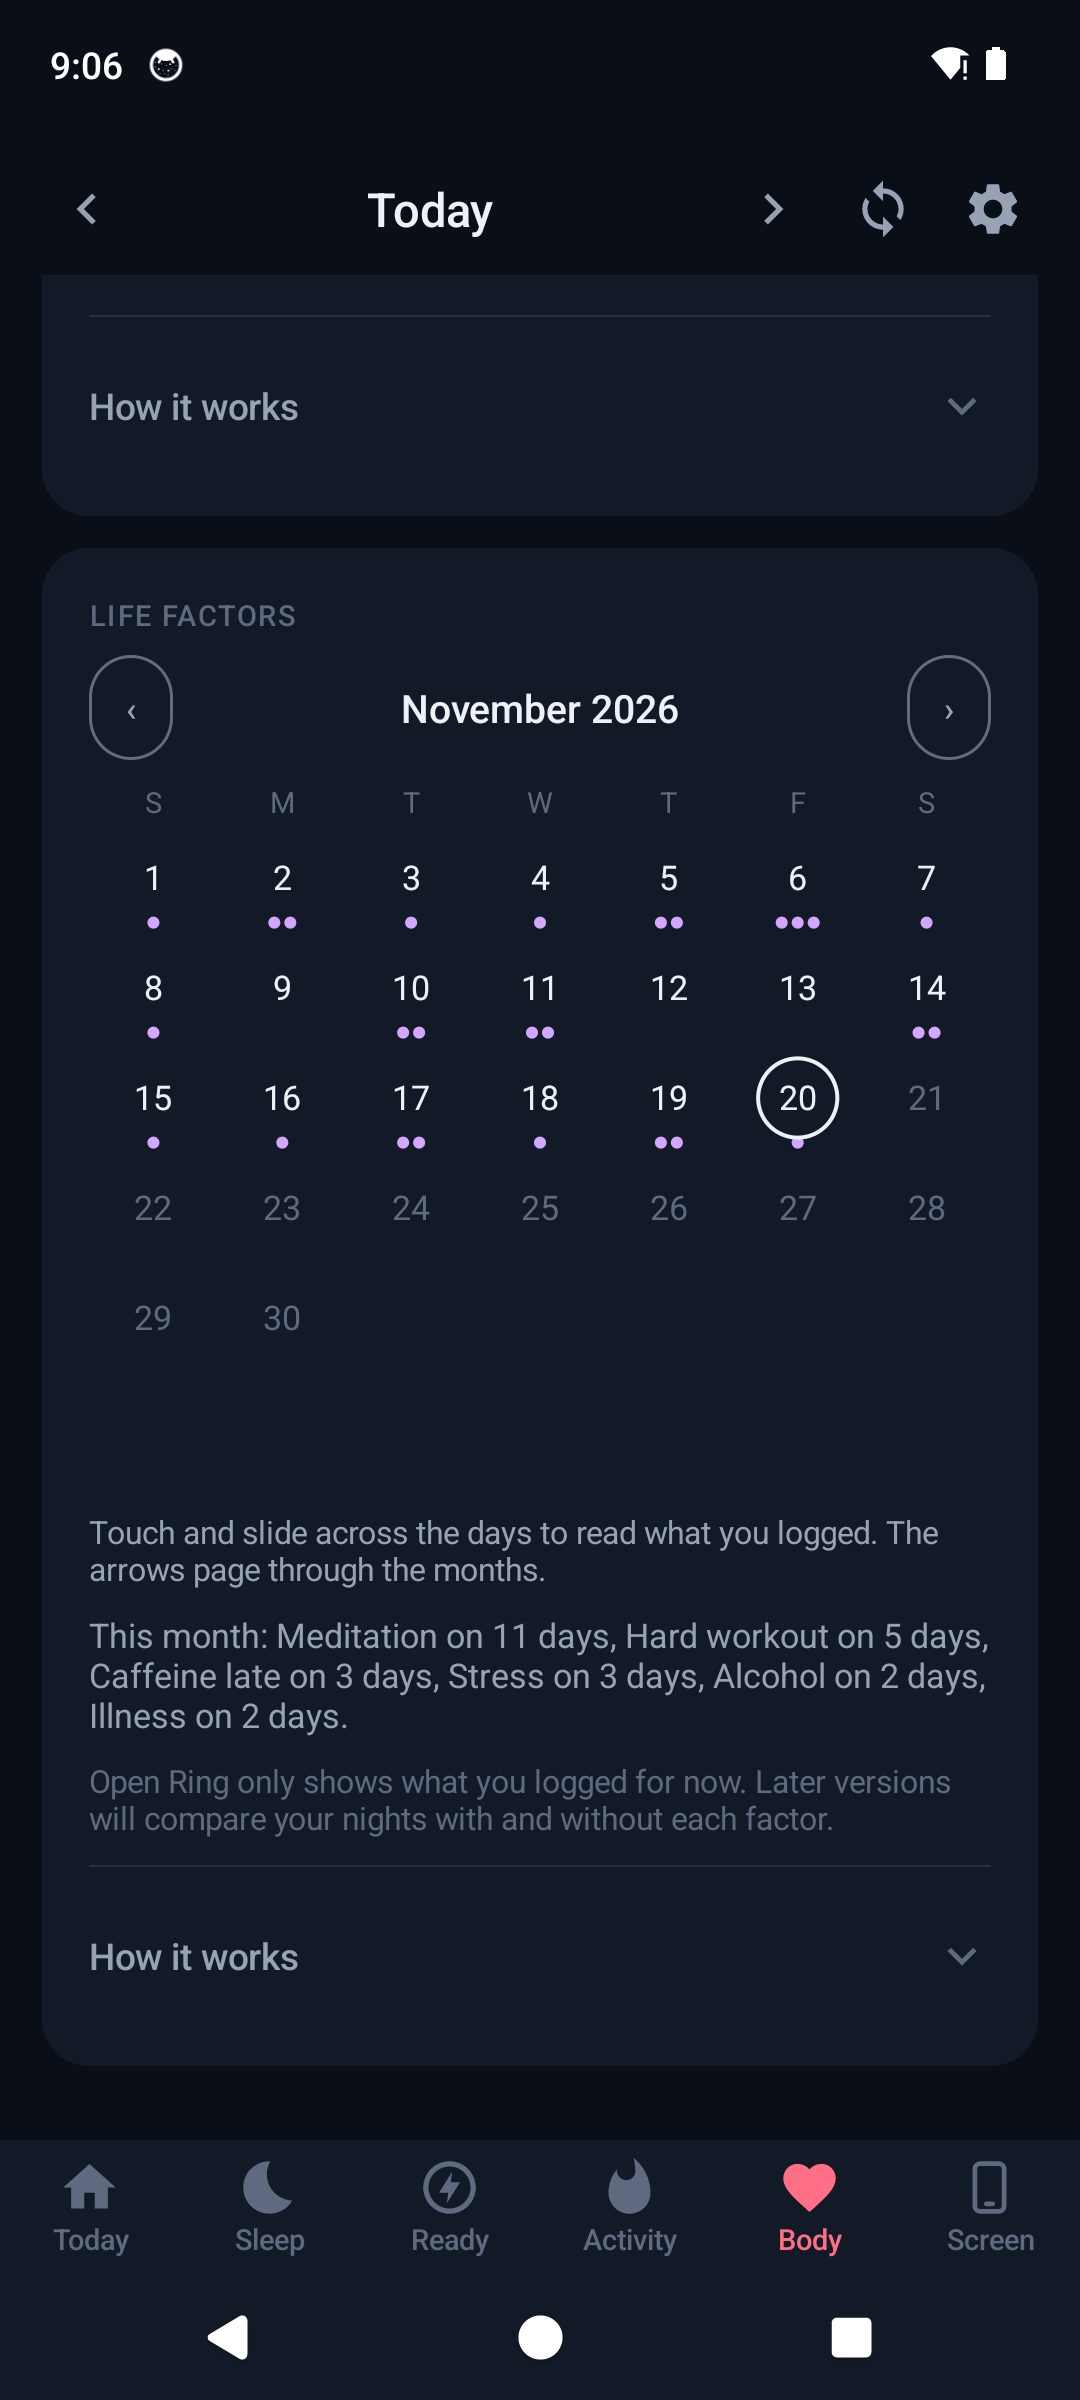 9:06
Today
How it works
LIFE FACTORS
‹ November 2026 ›
S M T W T F S
1 2 3 4 5 6 7
8 9 10 11 12 13 14
15 16 17 18 19 20 21
22 23 24 25 26 27 28
29 30
Touch and slide across the days to read what you logged. The
arrows page through the months.
This month: Meditation on 11 days, Hard workout on 5 days,
Caffeine late on 3 days, Stress on 3 days, Alcohol on 2 days,
Illness on 2 days.
Open Ring only shows what you logged for now. Later versions
will compare your nights with and without each factor.
How it works
Today Sleep Ready Activity Body Screen